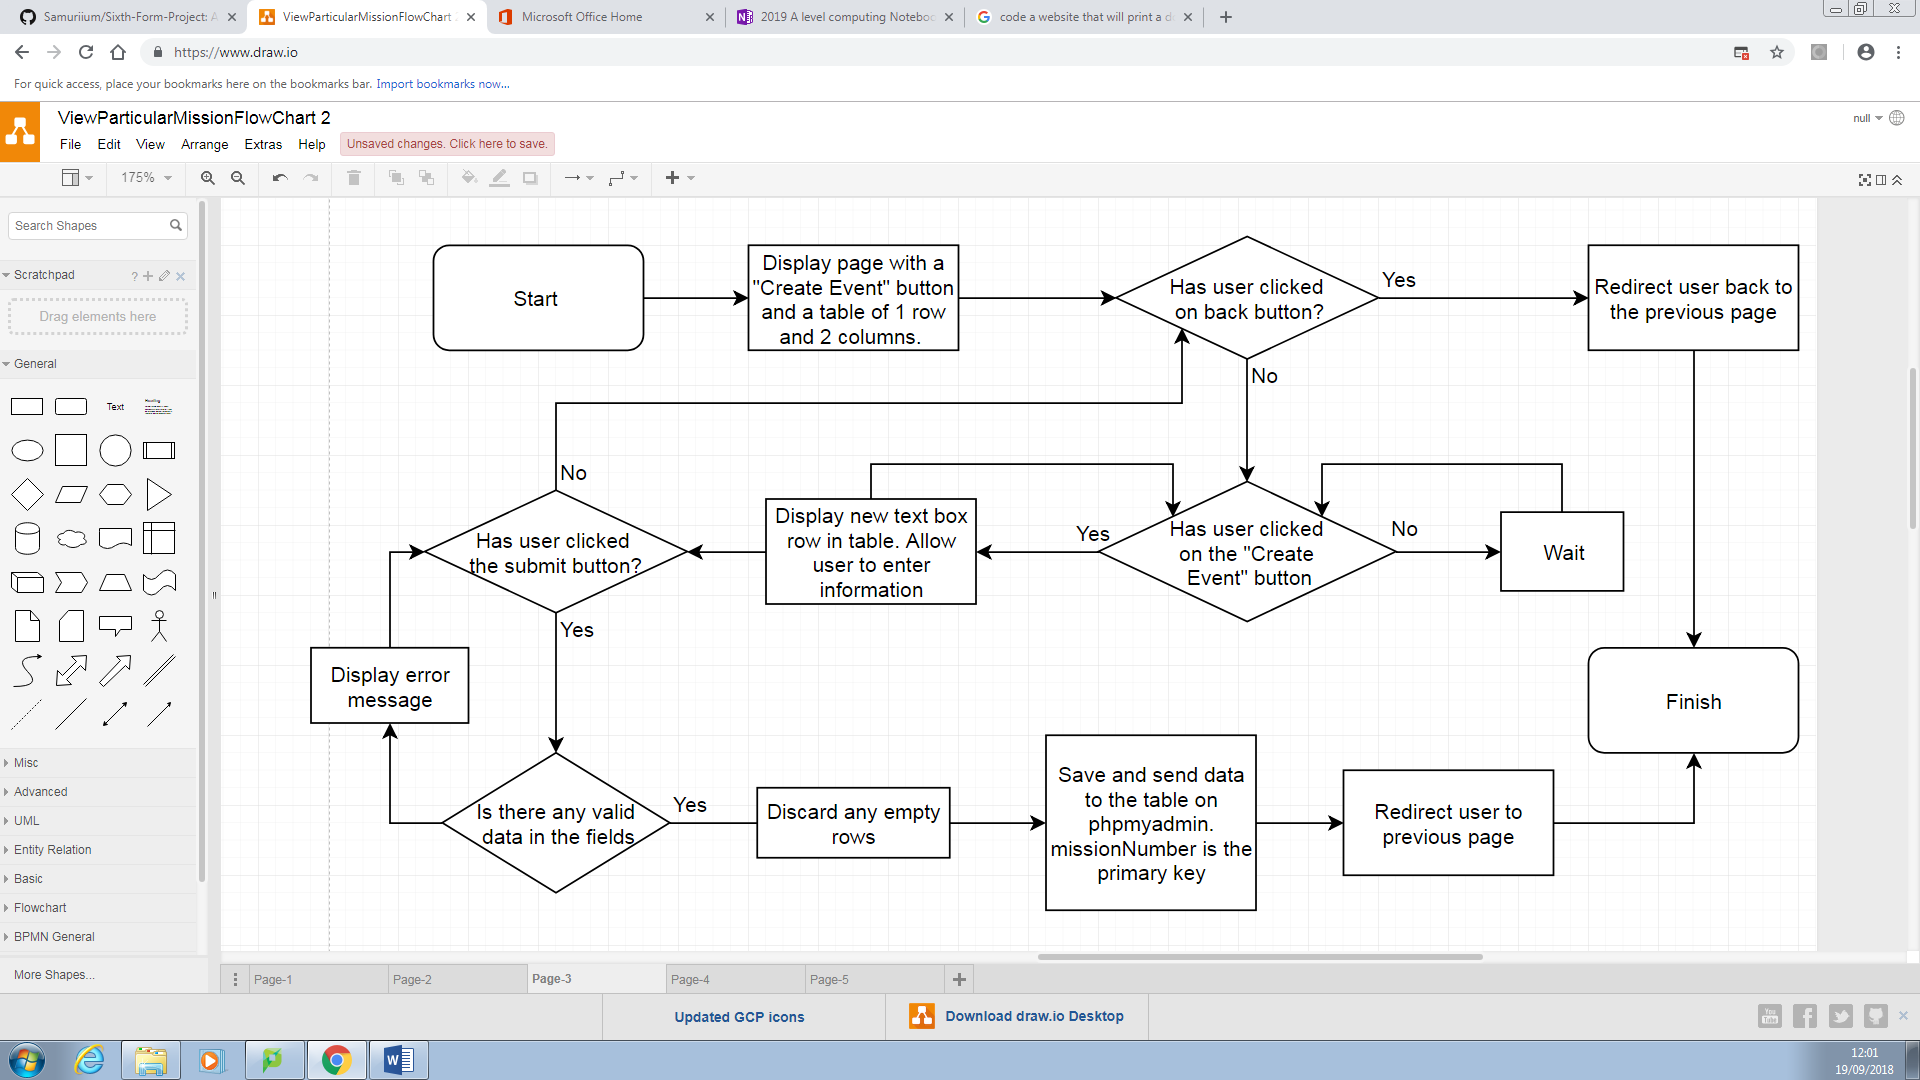 Samuriium/Sixth-Form-Project: A
ViewParticularMissionFlowChart
Microsoft Office Home
2019 A level computing Notebo
code a website that will print a d
https://www.draw.io
For quick access, place your bookmarks here on the bookmarks bar. Import bookmarks now...
ViewParticularMissionFlowChart 2
null
File Edit View Arrange Extras Help Unsaved changes. Click here to save.
175%
Search Shapes
Scratchpad
?
Drag elements here
General
Text
Heading
Misc
Advanced
UML
Entity Relation
Basic
Flowchart
BPMN General
More Shapes...
Start
Display page with a
"Create Event" button
and a table of 1 row
and 2 columns.
Has user clicked
on back button?
Yes
Redirect user back to
the previous page
No
No
Has user clicked
the submit button?
Display new text box
row in table. Allow
user to enter
information
Yes
Has user clicked
on the "Create
Event" button
No
Wait
Yes
Display error
message
Finish
Is there any valid
data in the fields
Yes
Discard any empty
rows
Save and send data
to the table on
phpmyadmin.
missionNumber is the
primary key
Redirect user to
previous page
Page-1
Page-2
Page-3
Page-4
Page-5
Updated GCP icons
Download draw.io Desktop
You
Tube
12:01
19/09/2018